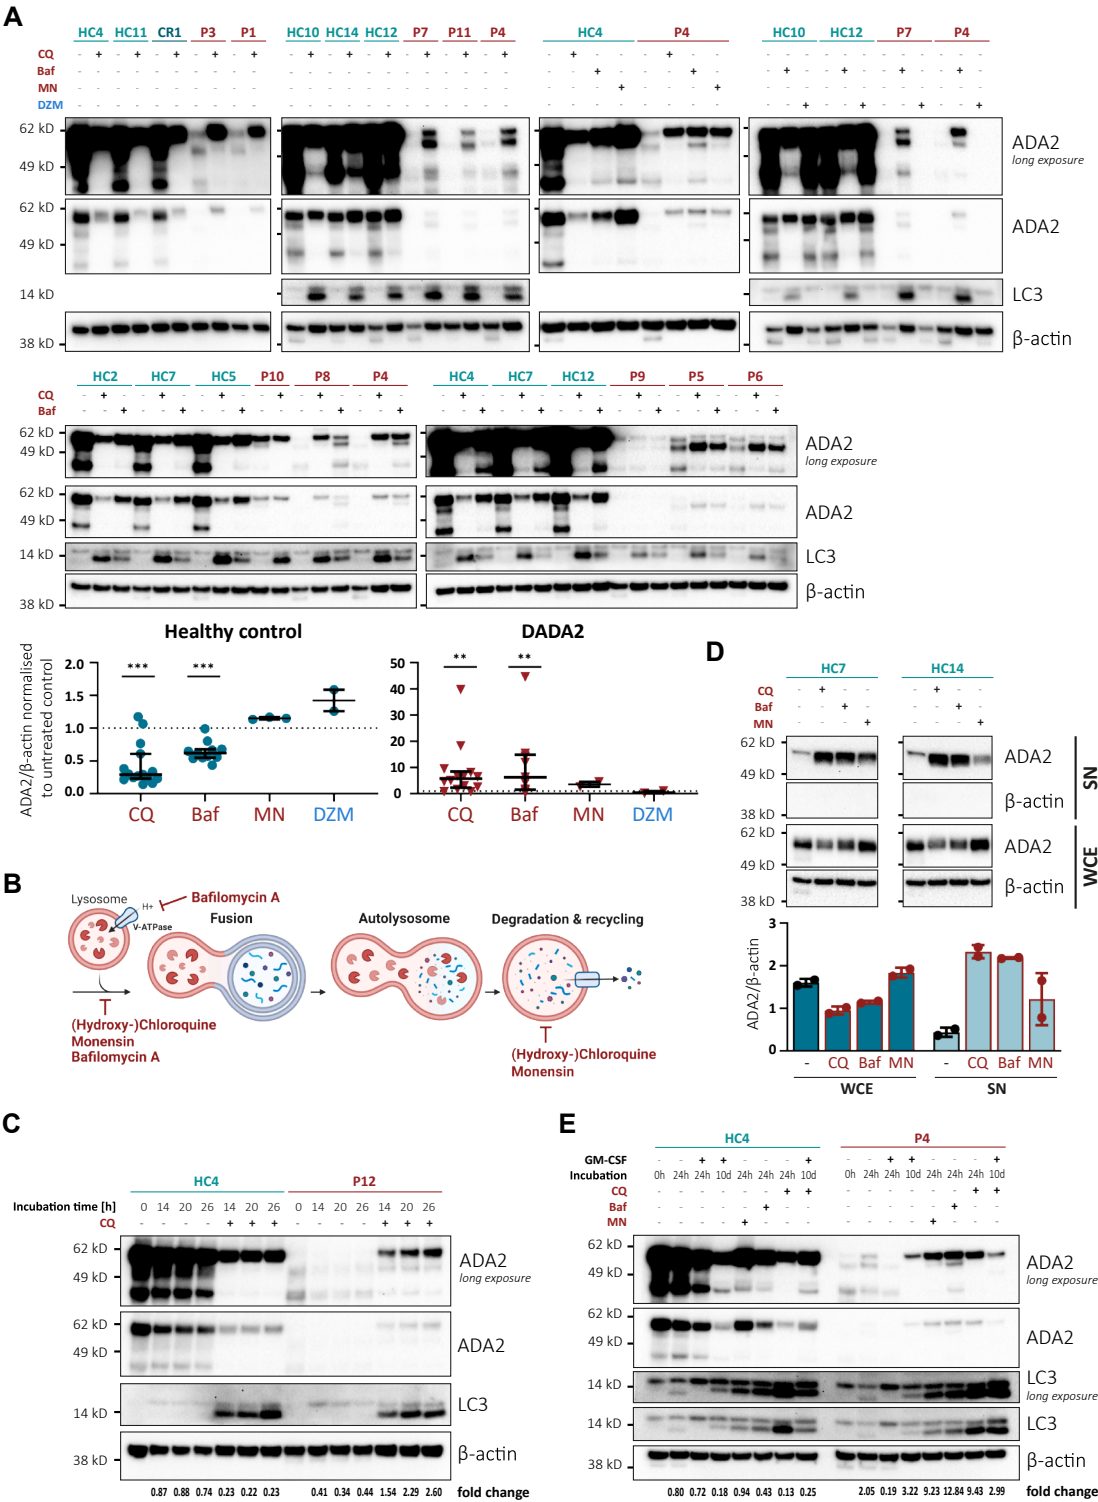 A
HC4 HC11 CR1 P3 P1 HC10 HC14 HC12 P7 P11 P4 HC4 P4 HC10 HC12 P7 P4
CQ - + - + - + - + - + - + - + - + - + - + - + - + - - - + - - - - - - - - - - - -
Baf - - - - - - - - - - - - - - - - - - - - - - - - + - - - + - - + - - + - - + - - + -
MN - - - - - - - - - - - - - - - - - - - - - - - - - + - - - + - - - - - - - - - - - -
DZM - - - - - - - - - - - - - - - - - - - - - - - - - - - - - - - - + - - + - - + - - +
62 kD
ADA2
long exposure
49 kD
62 kD
ADA2
49 kD
14 kD
LC3
β-actin
38 kD
HC2 HC7 HC5 P10 P8 P4 HC4 HC7 HC12 P9 P5 P6
CQ - + - - + - - + - - + - + - - + - - + - - + - - + - - + - - + - - + -
Baf - - + - - + - - + - - - - + - - + - - + - - + - - + - - + - - + - - +
62 kD
ADA2
49 kD
long exposure
62 kD
ADA2
49 kD
14 kD
LC3
β-actin
38 kD
Healthy control
DADA2
ADA2/β-actin normalised
to untreated control
2.0
1.5
1.0
0.5
0.0
*** ***
CQ Baf MN DZM
50
40
30
20
10
0
** **
CQ Baf MN DZM
B
Lysosome
H+
Bafilomycin A
V-ATPase
Fusion
Autolysosome
Degradation & recycling
(Hydroxy-)Chloroquine
Monensin
Bafilomycin A
(Hydroxy-)Chloroquine
Monensin
D
HC7 HC14
CQ - + - - - + - -
Baf - - + - - - + -
MN - - - + - - - +
62 kD
ADA2
49 kD
β-actin
38 kD
SN
62 kD
ADA2
49 kD
β-actin
38 kD
WCE
ADA2/β-actin
3
2
1
0
- CQ Baf MN - CQ Baf MN
WCE SN
C
HC4 P12
Incubation time [h] 0 14 20 26 14 20 26 0 14 20 26 14 20 26
CQ - - - - + + + - - - - + + +
62 kD
ADA2
long exposure
49 kD
62 kD
ADA2
49 kD
LC3
14 kD
β-actin
38 kD
0.87 0.88 0.74 0.23 0.22 0.23 0.41 0.34 0.44 1.54 2.29 2.60 fold change
E
HC4 P4
GM-CSF - - + + - - - + - - + + - - - +
Incubation 0h 24h 24h 10d 24h 24h 24h 10d 0h 24h 24h 10d 24h 24h 24h 10d
CQ - - - - - - + + - - - - - - + +
Baf - - - - - + - - - - - - - + - -
MN - - - - + - - - - - - - + - - -
62 kD
ADA2
long exposure
49 kD
62 kD
ADA2
49 kD
LC3
14 kD
long exposure
14 kD
LC3
β-actin
38 kD
0.80 0.72 0.18 0.94 0.43 0.13 0.25 2.05 0.19 3.22 9.23 12.84 9.43 2.99 fold change